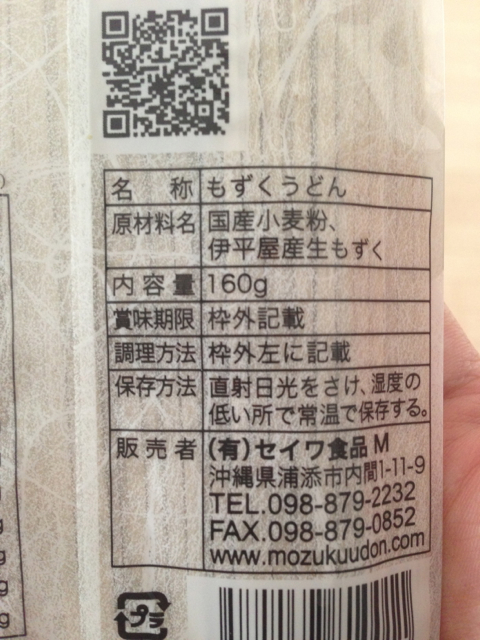 名称 もずくうどん
原材料名 国産小麦粉、
伊平屋産生もずく
内容量 160g
賞味期限 枠外記載
調理方法 枠外左に記載
保存方法 直射日光をさけ、湿度の
低い所で常温で保存する。
販売者 (有)セイワ食品 M
沖縄県浦添市内間1-11-9
TEL.098-879-2232
FAX.098-879-0852
www.mozukuudon.com
プラ
g
g
g
g